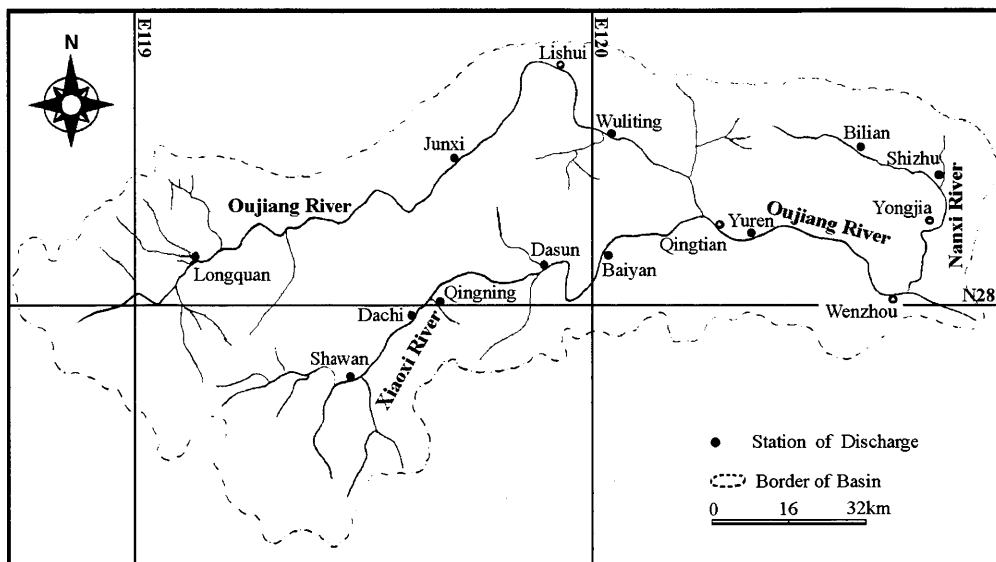 E119
E120
N
Lishui
Wuliting
Bilian
Junxi
Shizhu
Nanxi River
Oujiang River
Yongjia
Oujiang River
Yuren
Qingtian
Dasun
Longquan
Baiyan
Qingning
N28
Wenzhou
Dachi
Xiaoxi River
Shawan
Station of Discharge
Border of Basin
0 16 32km